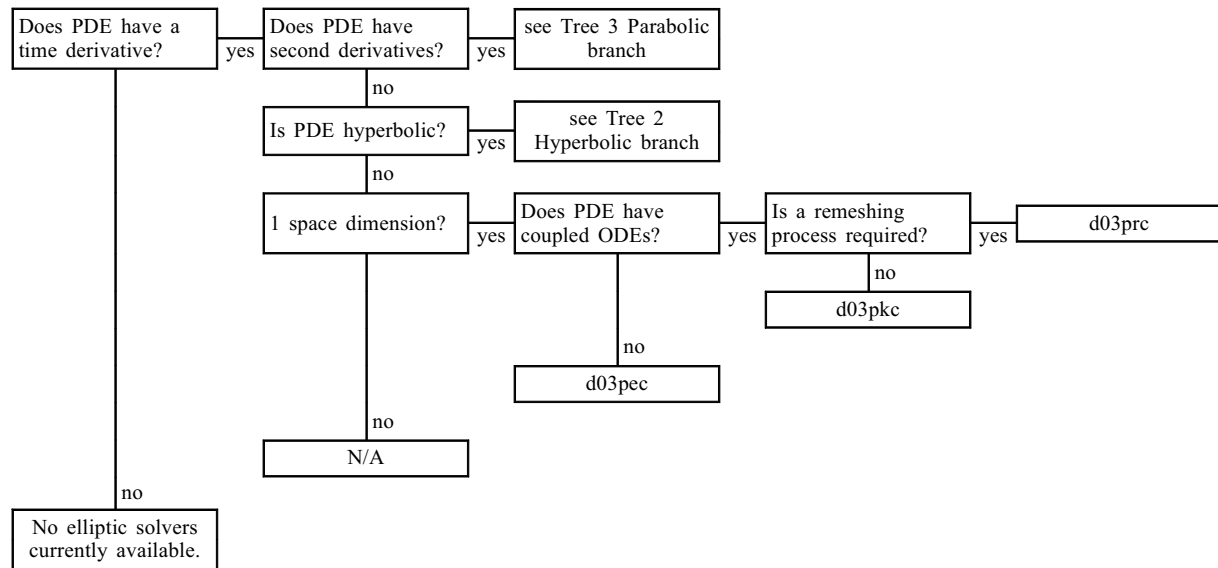 Does PDE have a
time derivative?
yes
Does PDE have
second derivatives?
yes
see Tree 3 Parabolic
branch
no
Is PDE hyperbolic?
yes
see Tree 2
Hyperbolic branch
no
1 space dimension?
yes
Does PDE have
coupled ODEs?
yes
Is a remeshing
process required?
yes
d03prc
no
d03pkc
no
d03pec
no
N/A
no
No elliptic solvers
currently available.